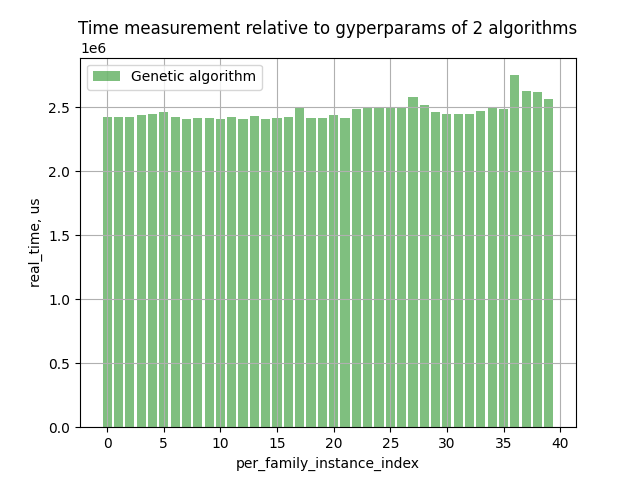 Time measurement relative to gyperparams of 2 algorithms
1e6
Genetic algorithm
2.5
2.0
1.5
1.0
0.5
0.0
real_time, us
0 5 10 15 20 25 30 35 40
per_family_instance_index